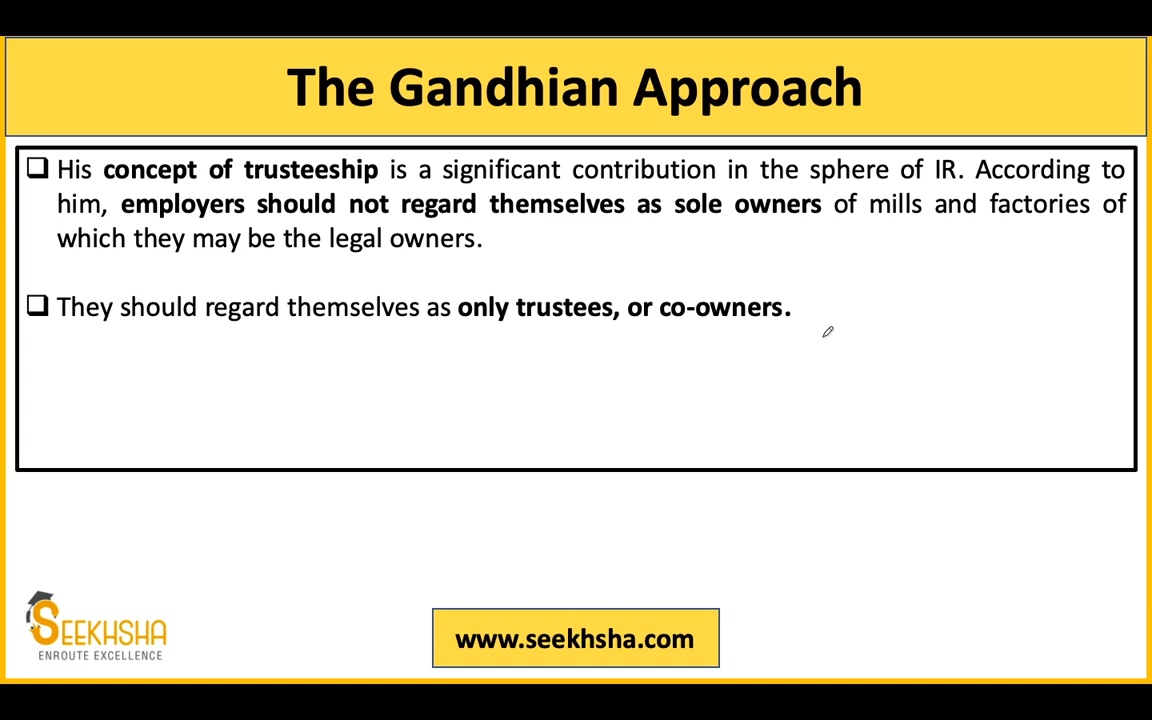 The Gandhian Approach
His concept of trusteeship is a significant contribution in the sphere of IR. According to
him, employers should not regard themselves as sole owners of mills and factories of
which they may be the legal owners.
They should regard themselves as only trustees, or co-owners.
SEEKHSHA
ENROUTE EXCELLENCE
www.seekhsha.com